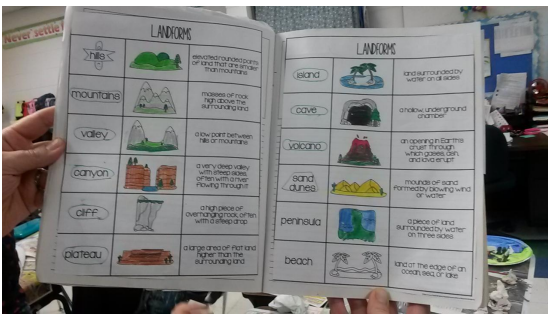 Never settle
LANDFORMS
hills
elevated rounded parts
of land that are smaller
than mountains
mountains
masses of rock
high above the
surrounding land
valley
a low point between
hills or mountains
canyon
a very deep valley
with steep sides,
often with a river
flowing through it
cliff
a high piece of
overhanging rock, often
with a steep drop
plateau
a large area of flat land
higher than the
surrounding land
LANDFORMS
island
land surrounded by
water on all sides
cave
a hollow, underground
chamber
volcano
an opening in Earth's
crust through
which gases, ash,
and lava erupt
sand
dunes
mounds of sand
formed by blowing wind
or water
peninsula
a piece of land
surrounded by water
on three sides
beach
land at the edge of an
ocean, sea, or lake